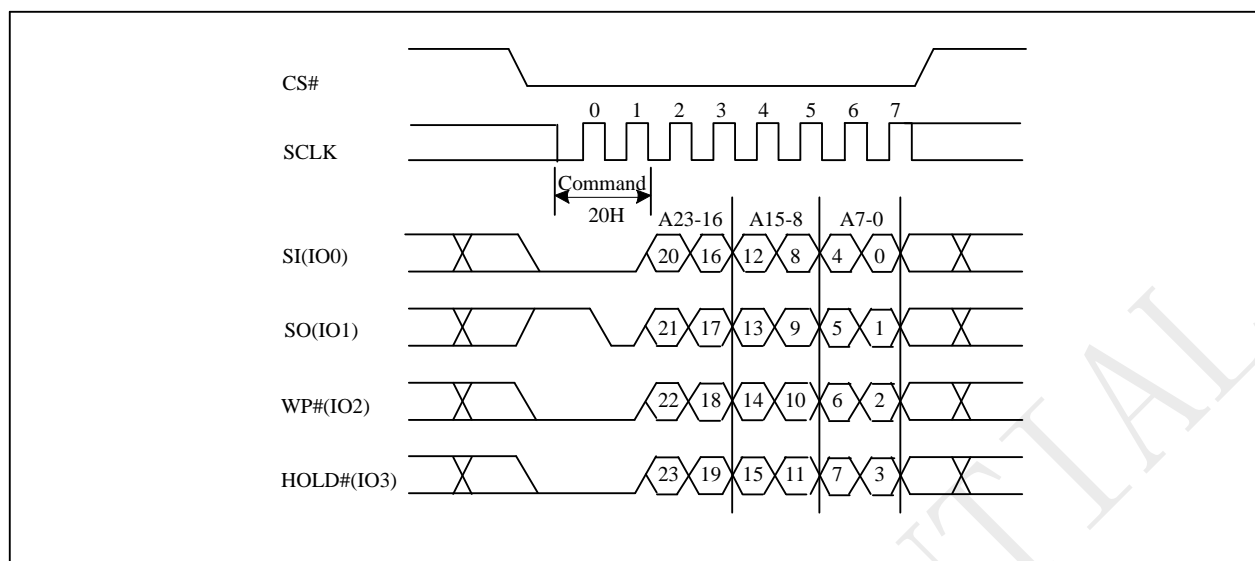 CS#
0 1 2 3 4 5 6 7
SCLK
Command
20H
A23-16 A15-8 A7-0
SI(IO0) 20 16 12 8 4 0
SO(IO1) 21 17 13 9 5 1
WP#(IO2) 22 18 14 10 6 2
HOLD#(IO3) 23 19 15 11 7 3
NTIAL